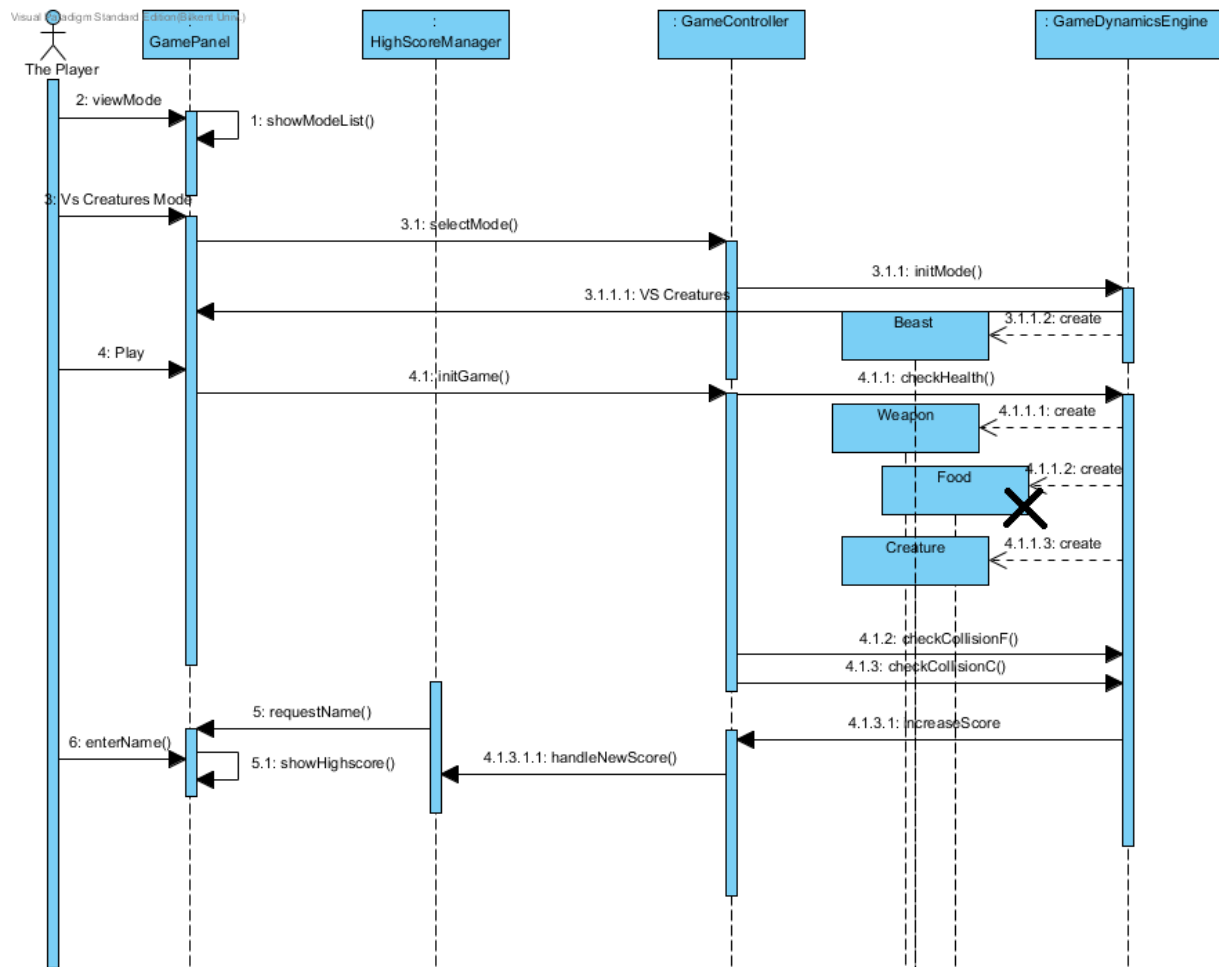 Visual Paradigm Standard Edition(Bilkent Univ.)
The Player
:
GamePanel
:
HighScoreManager
: GameController
: GameDynamicsEngine
2: viewMode
1: showModeList()
3: Vs Creatures Mode
3.1: selectMode()
3.1.1: initMode()
3.1.1.1: VS Creatures
Beast
3.1.1.2: create
4: Play
4.1: initGame()
4.1.1: checkHealth()
Weapon
4.1.1.1: create
Food
4.1.1.2: create
Creature
4.1.1.3: create
4.1.2: checkCollisionF()
4.1.3: checkCollisionC()
5: requestName()
4.1.3.1: increaseScore
6: enterName()
5.1: showHighscore()
4.1.3.1.1: handleNewScore()